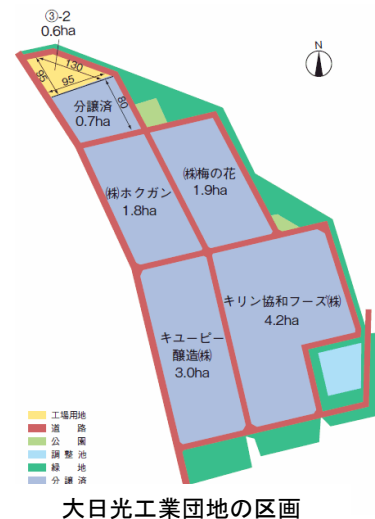 ③-2
0.6ha
N
130
95
95
80
分譲済
0.7ha
㈱梅の花
1.9ha
㈱ホクガン
1.8ha
キリン協和フーズ㈱
4.2ha
キユーピー
醸造㈱
3.0ha
工場用地
道路
公園
調整池
緑地
分譲済
大日光工業団地の区画